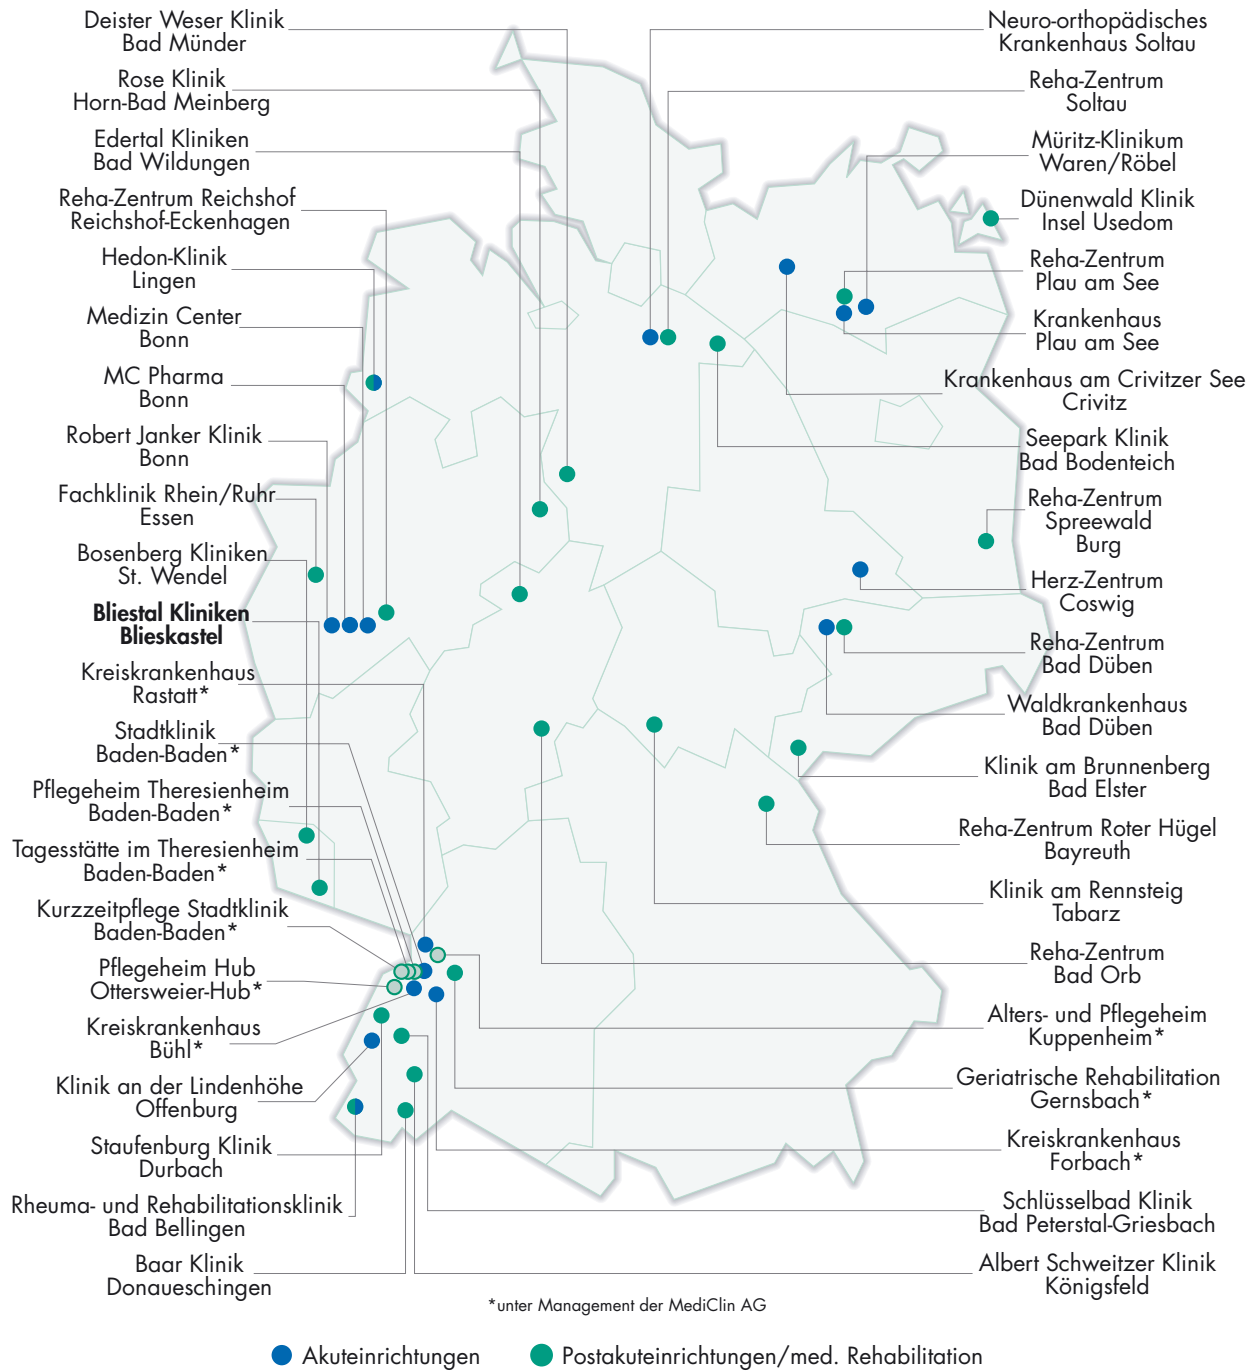 Deister Weser Klinik
Bad Münder
Rose Klinik
Horn-Bad Meinberg
Edertal Kliniken
Bad Wildungen
Reha-Zentrum Reichshof
Reichshof-Eckenhagen
Hedon-Klinik
Lingen
Medizin Center
Bonn
MC Pharma
Bonn
Robert Janker Klinik
Bonn
Fachklinik Rhein/Ruhr
Essen
Bosenberg Kliniken
St. Wendel
Bliestal Kliniken
Blieskastel
Kreiskrankenhaus
Rastatt*
Stadtklinik
Baden-Baden*
Pflegeheim Theresienheim
Baden-Baden*
Tagesstätte im Theresienheim
Baden-Baden*
Kurzzeitpflege Stadtklinik
Baden-Baden*
Pflegeheim Hub
Ottersweier-Hub*
Kreiskrankenhaus
Bühl*
Klinik an der Lindenhöhe
Offenburg
Staufenburg Klinik
Durbach
Rheuma- und Rehabilitationsklinik
Bad Bellingen
Baar Klinik
Donaueschingen
Neuro-orthopädisches
Krankenhaus Soltau
Reha-Zentrum
Soltau
Müritz-Klinikum
Waren/Röbel
Dünenwald Klinik
Insel Usedom
Reha-Zentrum
Plau am See
Krankenhaus
Plau am See
Krankenhaus am Crivitzer See
Crivitz
Seepark Klinik
Bad Bodenteich
Reha-Zentrum
Spreewald
Burg
Herz-Zentrum
Coswig
Reha-Zentrum
Bad Düben
Waldkrankenhaus
Bad Düben
Klinik am Brunnenberg
Bad Elster
Reha-Zentrum Roter Hügel
Bayreuth
Klinik am Rennsteig
Tabarz
Reha-Zentrum
Bad Orb
Alters- und Pflegeheim
Kuppenheim*
Geriatrische Rehabilitation
Gernsbach*
Kreiskrankenhaus
Forbach*
Schlüsselbad Klinik
Bad Peterstal-Griesbach
Albert Schweitzer Klinik
Königsfeld
*unter Management der MediClin AG
Akuteinrichtungen
Postakuteinrichtungen/med. Rehabilitation